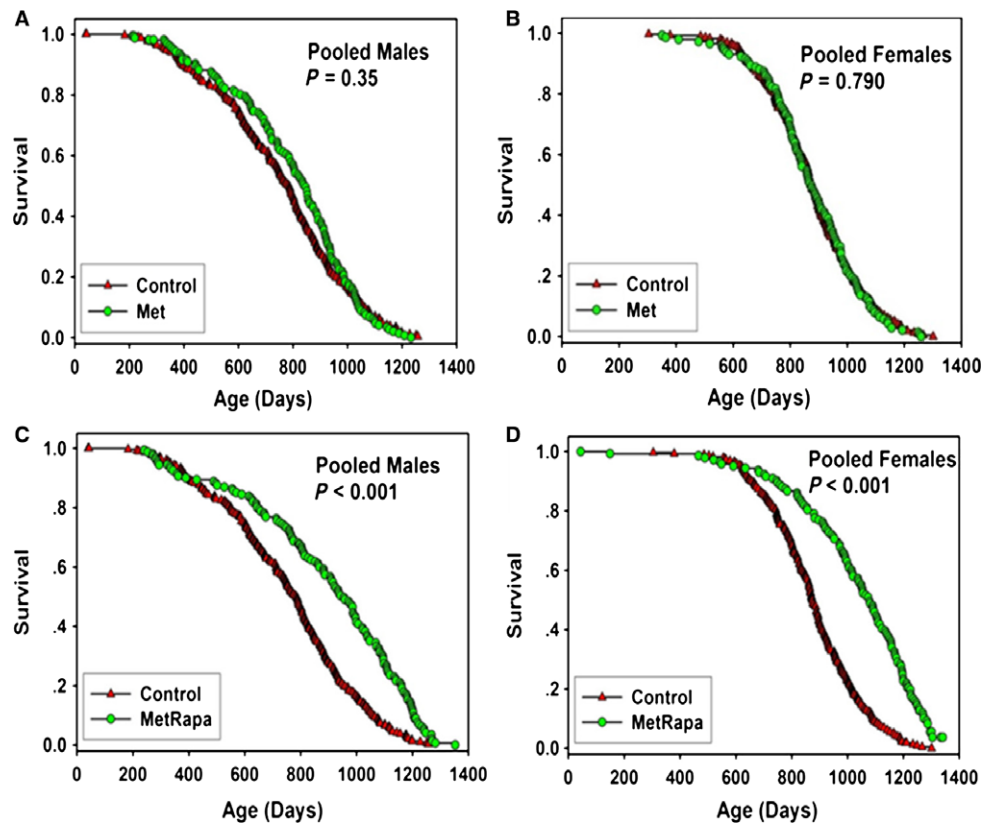 A
Pooled Males
P = 0.35
1.0
.8
.6
0.4
.2
0.0
Survival
Control
Met
0 200 400 600 800 1000 1200 1400
Age (Days)
B
Pooled Females
P = 0.790
1.0
.8
.6
.4
.2
0.0
Survival
Control
Met
0 200 400 600 800 1000 1200 1400
Age (Days)
C
Pooled Males
P < 0.001
1.0
.8
.6
.4
.2
0.0
Survival
Control
MetRapa
0 200 400 600 800 1000 1200 1400
Age (Days)
D
Pooled Females
P < 0.001
1.0
.8
.6
.4
.2
0.0
Survival
Control
MetRapa
0 200 400 600 800 1000 1200 1400
Age (Days)